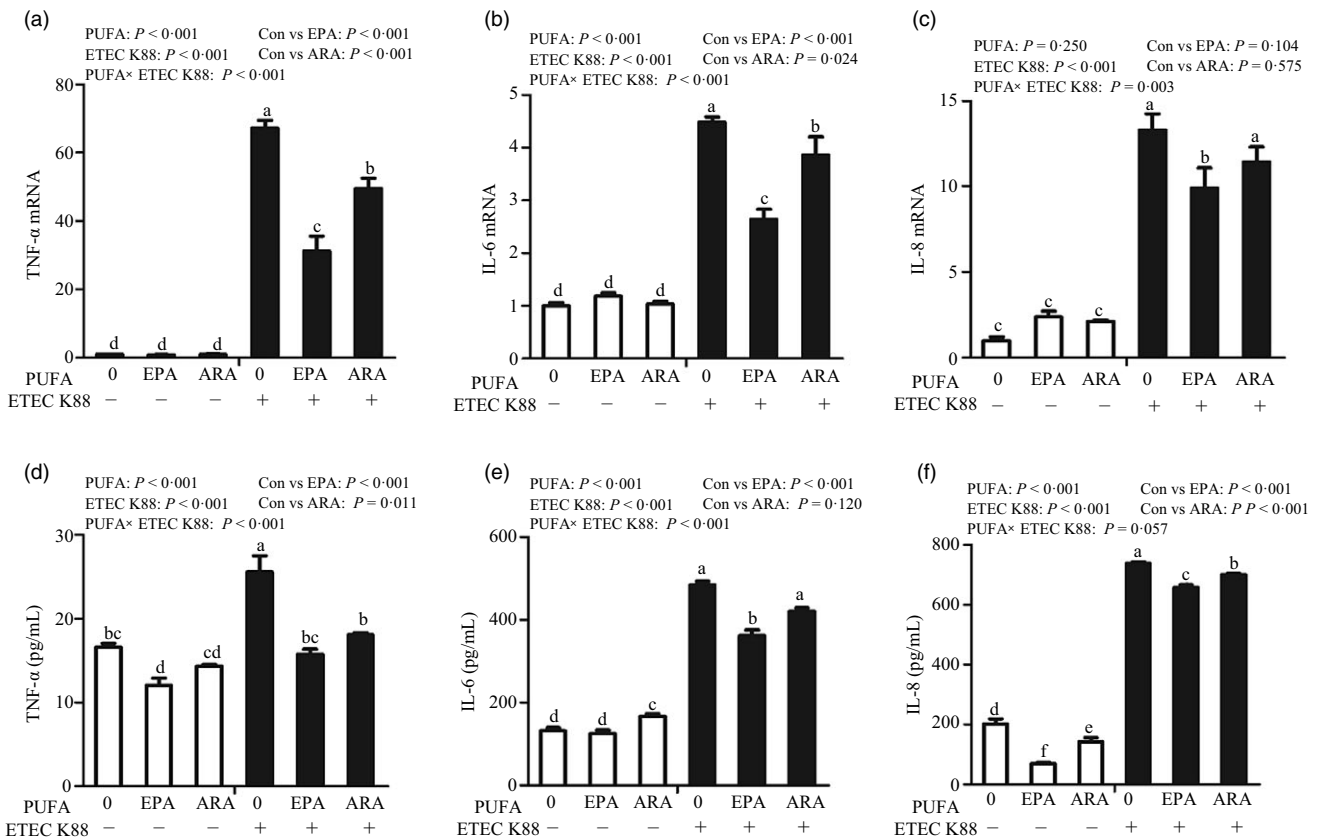 (a)
PUFA: P < 0·001 Con vs EPA: P < 0·001
ETEC K88: P < 0·001 Con vs ARA: P < 0·001
PUFA× ETEC K88: P < 0·001
TNF-α mRNA
80
60
40
20
0
d d d a c b
PUFA 0 EPA ARA 0 EPA ARA
ETEC K88 − − − + + +
(b)
PUFA: P < 0·001 Con vs EPA: P < 0·001
ETEC K88: P < 0·001 Con vs ARA: P = 0·024
PUFA× ETEC K88: P < 0·001
IL-6 mRNA
5
4
3
2
1
0
d d d a c b
PUFA 0 EPA ARA 0 EPA ARA
ETEC K88 − − − + + +
(c)
PUFA: P = 0·250 Con vs EPA: P = 0·104
ETEC K88: P < 0·001 Con vs ARA: P = 0·575
PUFA× ETEC K88: P = 0·003
IL-8 mRNA
15
10
5
0
c c c a b a
PUFA 0 EPA ARA 0 EPA ARA
ETEC K88 − − − + + +
(d)
PUFA: P < 0·001 Con vs EPA: P < 0·001
ETEC K88: P < 0·001 Con vs ARA: P = 0·011
PUFA× ETEC K88: P < 0·001
TNF-α (pg/mL)
30
20
10
0
bc d cd a bc b
PUFA 0 EPA ARA 0 EPA ARA
ETEC K88 − − − + + +
(e)
PUFA: P < 0·001 Con vs EPA: P < 0·001
ETEC K88: P < 0·001 Con vs ARA: P = 0·120
PUFA× ETEC K88: P < 0·001
IL-6 (pg/mL)
600
400
200
0
d d c a b a
PUFA 0 EPA ARA 0 EPA ARA
ETEC K88 − − − + + +
(f)
PUFA: P < 0·001 Con vs EPA: P < 0·001
ETEC K88: P < 0·001 Con vs ARA: P P < 0·001
PUFA× ETEC K88: P = 0·057
IL-8 (pg/mL)
800
600
400
200
0
d f e a c b
PUFA 0 EPA ARA 0 EPA ARA
ETEC K88 − − − + + +